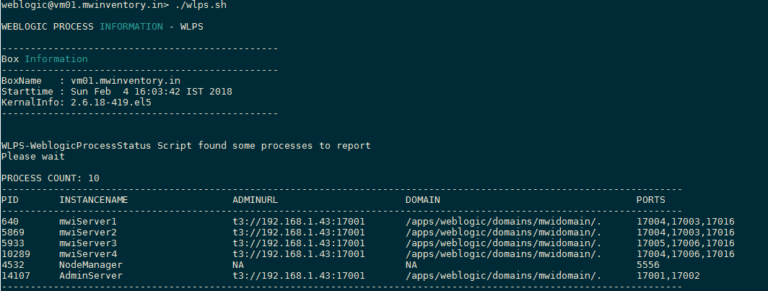 weblogic@vm01.mwinventory.in> ./wlps.sh
WEBLOGIC PROCESS INFORMATION - WLPS
------------------------------------------------
Box Information
------------------------------------------------
BoxName   : vm01.mwinventory.in
Starttime : Sun Feb  4 16:03:42 IST 2018
KernalInfo: 2.6.18-419.el5
------------------------------------------------
WLPS-WeblogicProcessStatus Script found some processes to report
Please wait
PROCESS COUNT: 10
----------------------------------------------------------------------------------------------------------------------
PID       INSTANCENAME                  ADMINURL                      DOMAIN                                  PORTS
----------------------------------------------------------------------------------------------------------------------
640       mwiServer1                    t3://192.168.1.43:17001       /apps/weblogic/domains/mwidomain/.      17004,17003,17016
5869      mwiServer2                    t3://192.168.1.43:17001       /apps/weblogic/domains/mwidomain/.      17004,17003,17016
5933      mwiServer3                    t3://192.168.1.43:17001       /apps/weblogic/domains/mwidomain/.      17005,17006,17016
10289     mwiServer4                    t3://192.168.1.43:17001       /apps/weblogic/domains/mwidomain/.      17004,17006,17016
4532      NodeManager                   NA                            NA                                      5556
14107     AdminServer                   t3://192.168.1.43:17001       /apps/weblogic/domains/mwidomain/.      17001,17002
----------------------------------------------------------------------------------------------------------------------